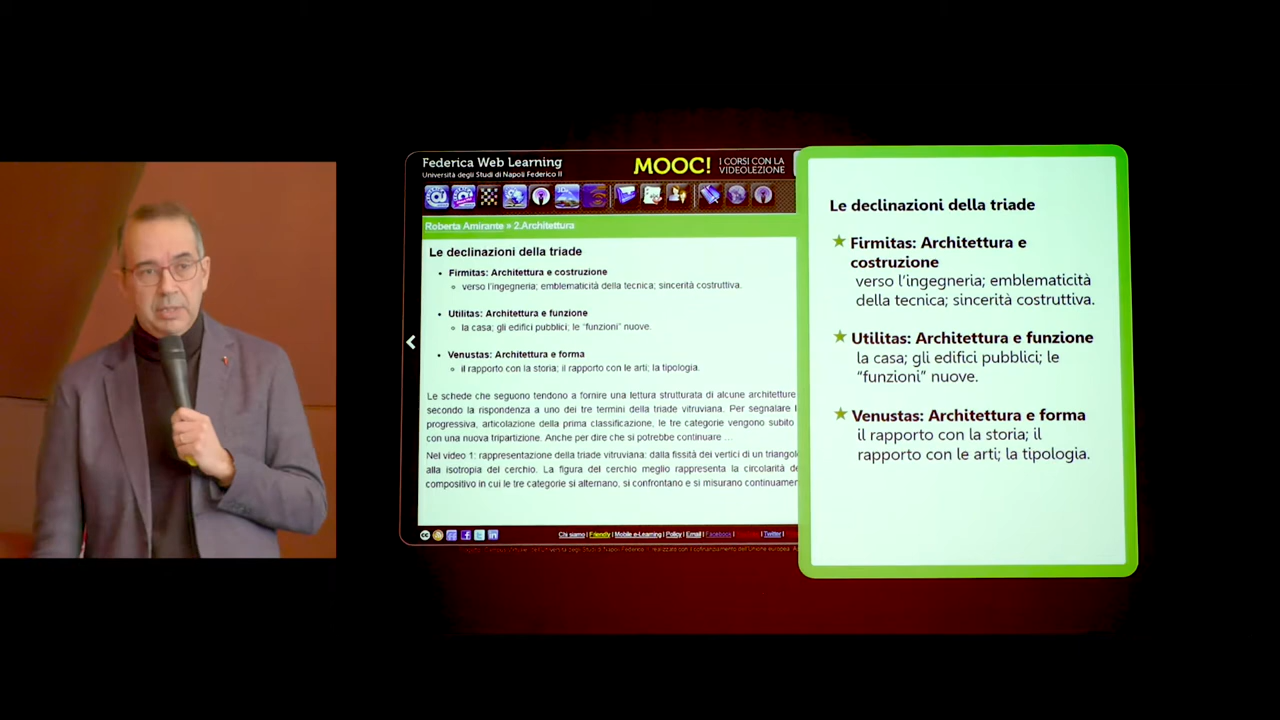 Federica Web Learning
Università degli Studi di Napoli Federico II
MOOC!
I CORSI CON LA
VIDEOLEZIONE
Roberta Amirante » 2.Architettura
Le declinazioni della triade
Firmitas: Architettura e costruzione
verso l'ingegneria; emblematicità della tecnica; sincerità costruttiva.
Utilitas: Architettura e funzione
la casa; gli edifici pubblici; le "funzioni" nuove.
Venustas: Architettura e forma
il rapporto con la storia; il rapporto con le arti; la tipologia.
Le schede che seguono tendono a fornire una lettura strutturata di alcune architetture
secondo la rispondenza a uno dei tre termini della triade vitruviana. Per segnalare
progressiva, articolazione della prima classificazione, le tre categorie vengono subito
con una nuova tripartizione. Anche per dire che si potrebbe continuare ...
Nel video 1: rappresentazione della triade vitruviana: dalla fissità dei vertici di un triangolo
alla isotropia del cerchio. La figura del cerchio meglio rappresenta la circolarità
compositivo in cui le tre categorie si alternano, si confrontano e si misurano
Chi siamo | Friendly | Mobile e-Learning | Policy | Email | Facebook | Twitter |
Le declinazioni della triade
Firmitas: Architettura e
costruzione
verso l'ingegneria; emblematicità
della tecnica; sincerità costruttiva.
Utilitas: Architettura e funzione
la casa; gli edifici pubblici; le
"funzioni" nuove.
Venustas: Architettura e forma
il rapporto con la storia; il
rapporto con le arti; la tipologia.